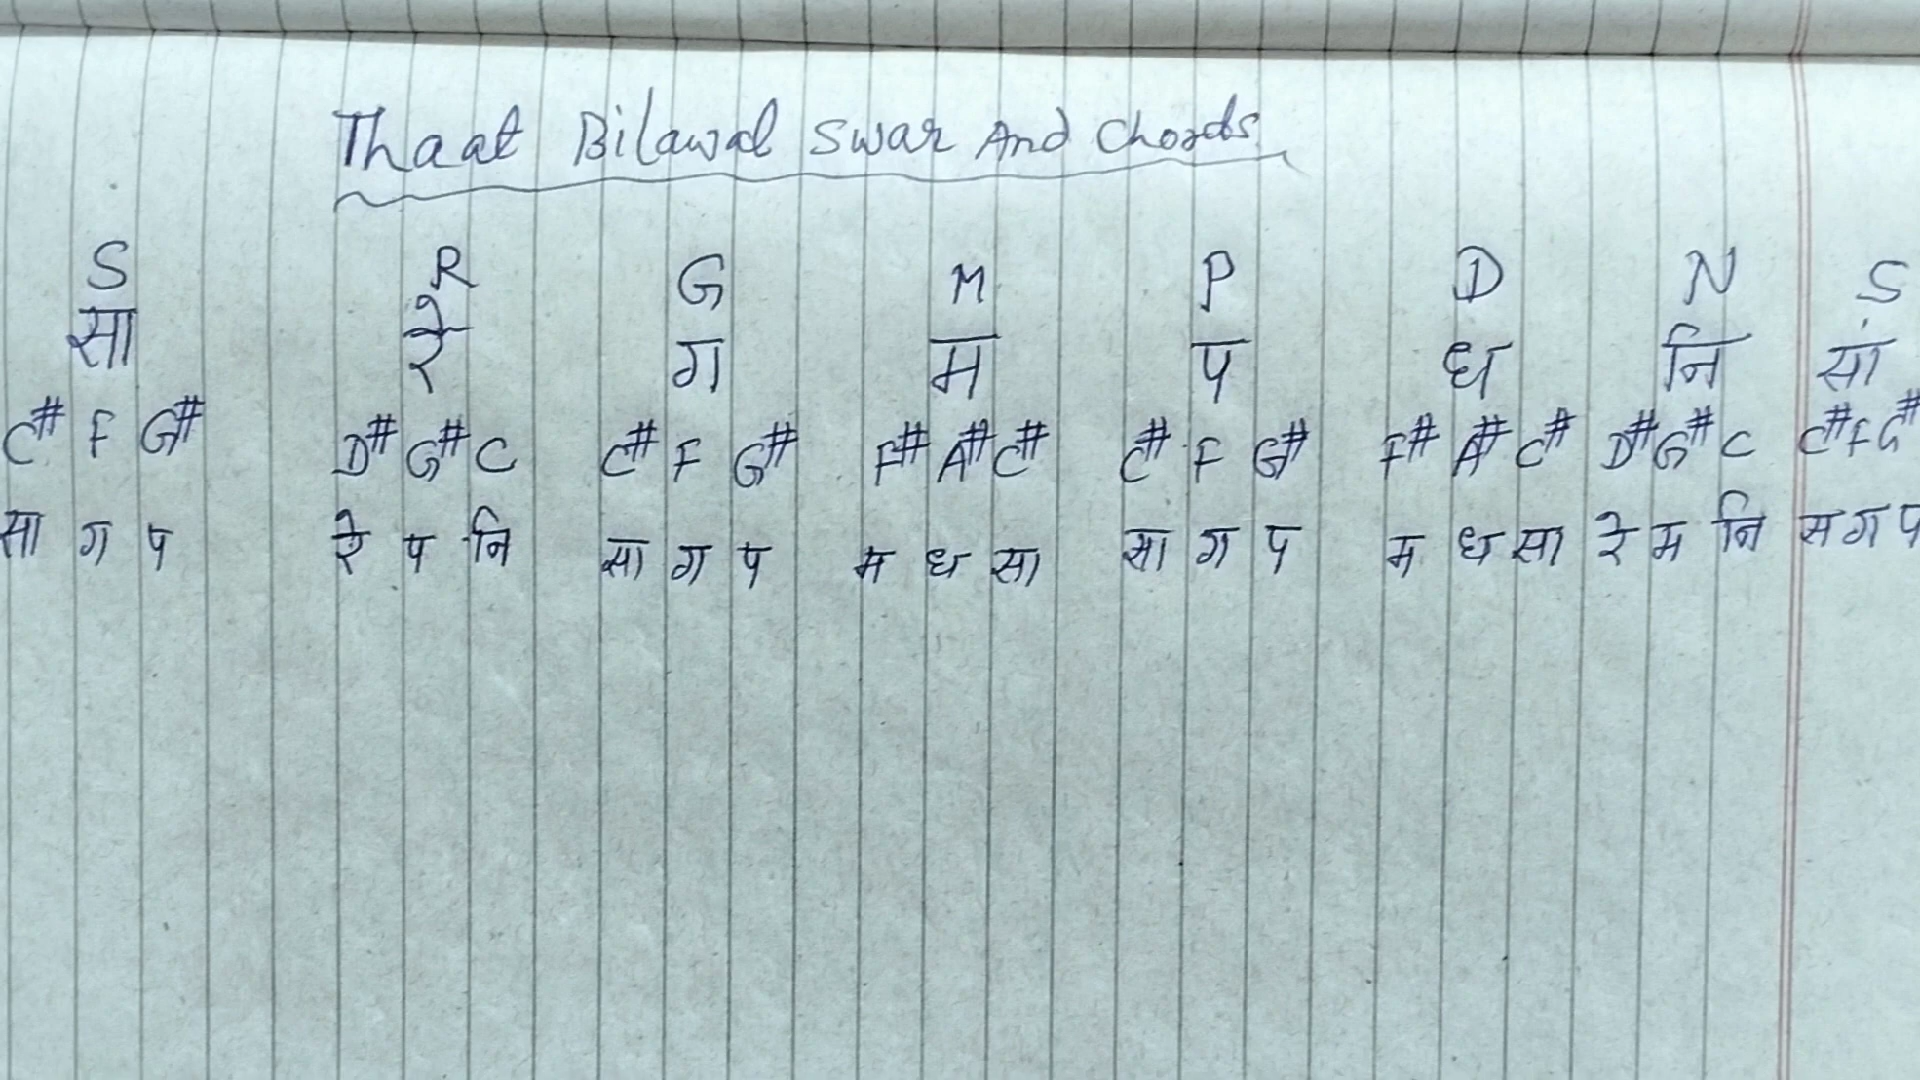 Thaat Bilawal Swar And Chords
S R G M P D N S
सा रे ग म प ध नि सां
C# F G# D# G# C C# F G# F# A# C# C# F G# F# A# C# D# G# C C# F G#
सा ग प रे प नि सा ग प म ध सा सा ग प म ध सा रे म नि स ग प